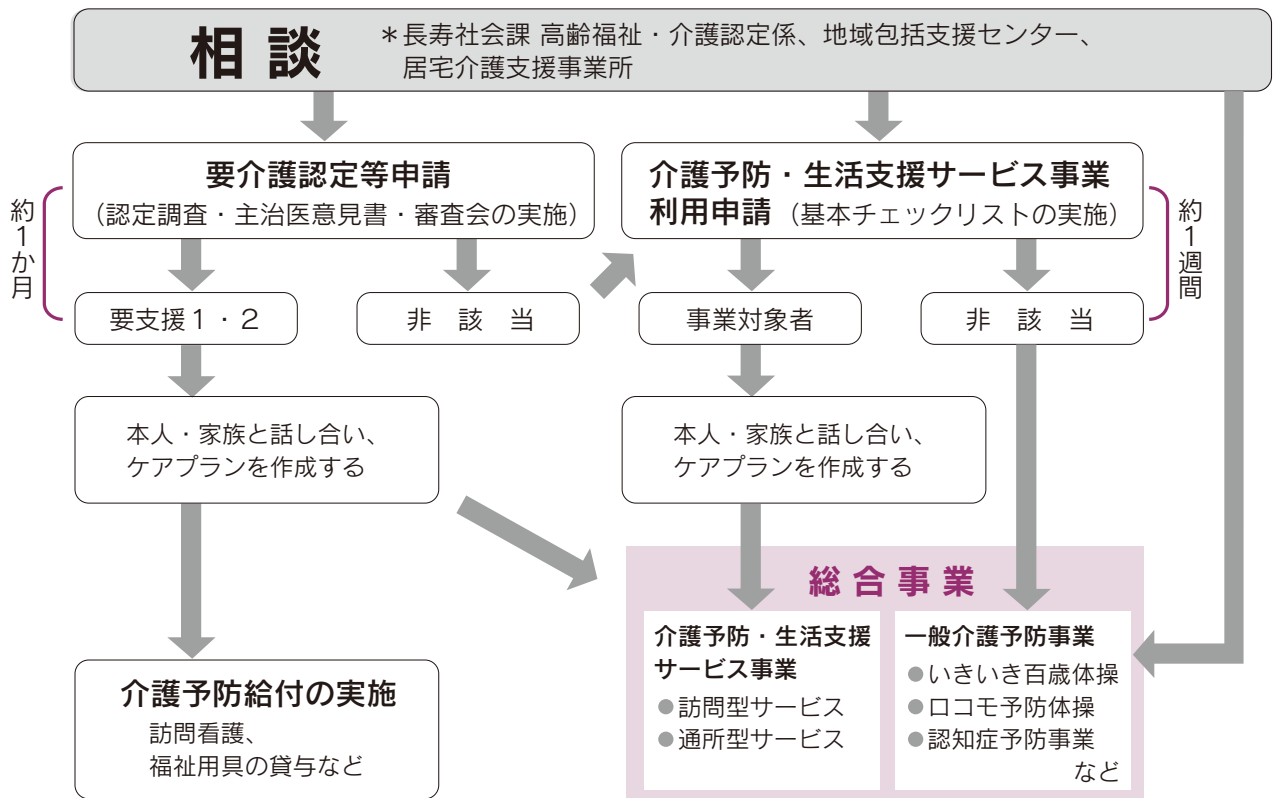 相談
＊長寿社会課 高齢福祉・介護認定係、地域包括支援センター、
居宅介護支援事業所
要介護認定等申請
（認定調査・主治医意見書・審査会の実施）
介護予防・生活支援サービス事業
利用申請（基本チェックリストの実施）
約1か月
約1週間
要支援１・２
非該当
事業対象者
非該当
本人・家族と話し合い、
ケアプランを作成する
本人・家族と話し合い、
ケアプランを作成する
総合事業
介護予防・生活支援
サービス事業
●訪問型サービス
●通所型サービス
一般介護予防事業
●いきいき百歳体操
●ロコモ予防体操
●認知症予防事業
など
介護予防給付の実施
訪問看護、
福祉用具の貸与など